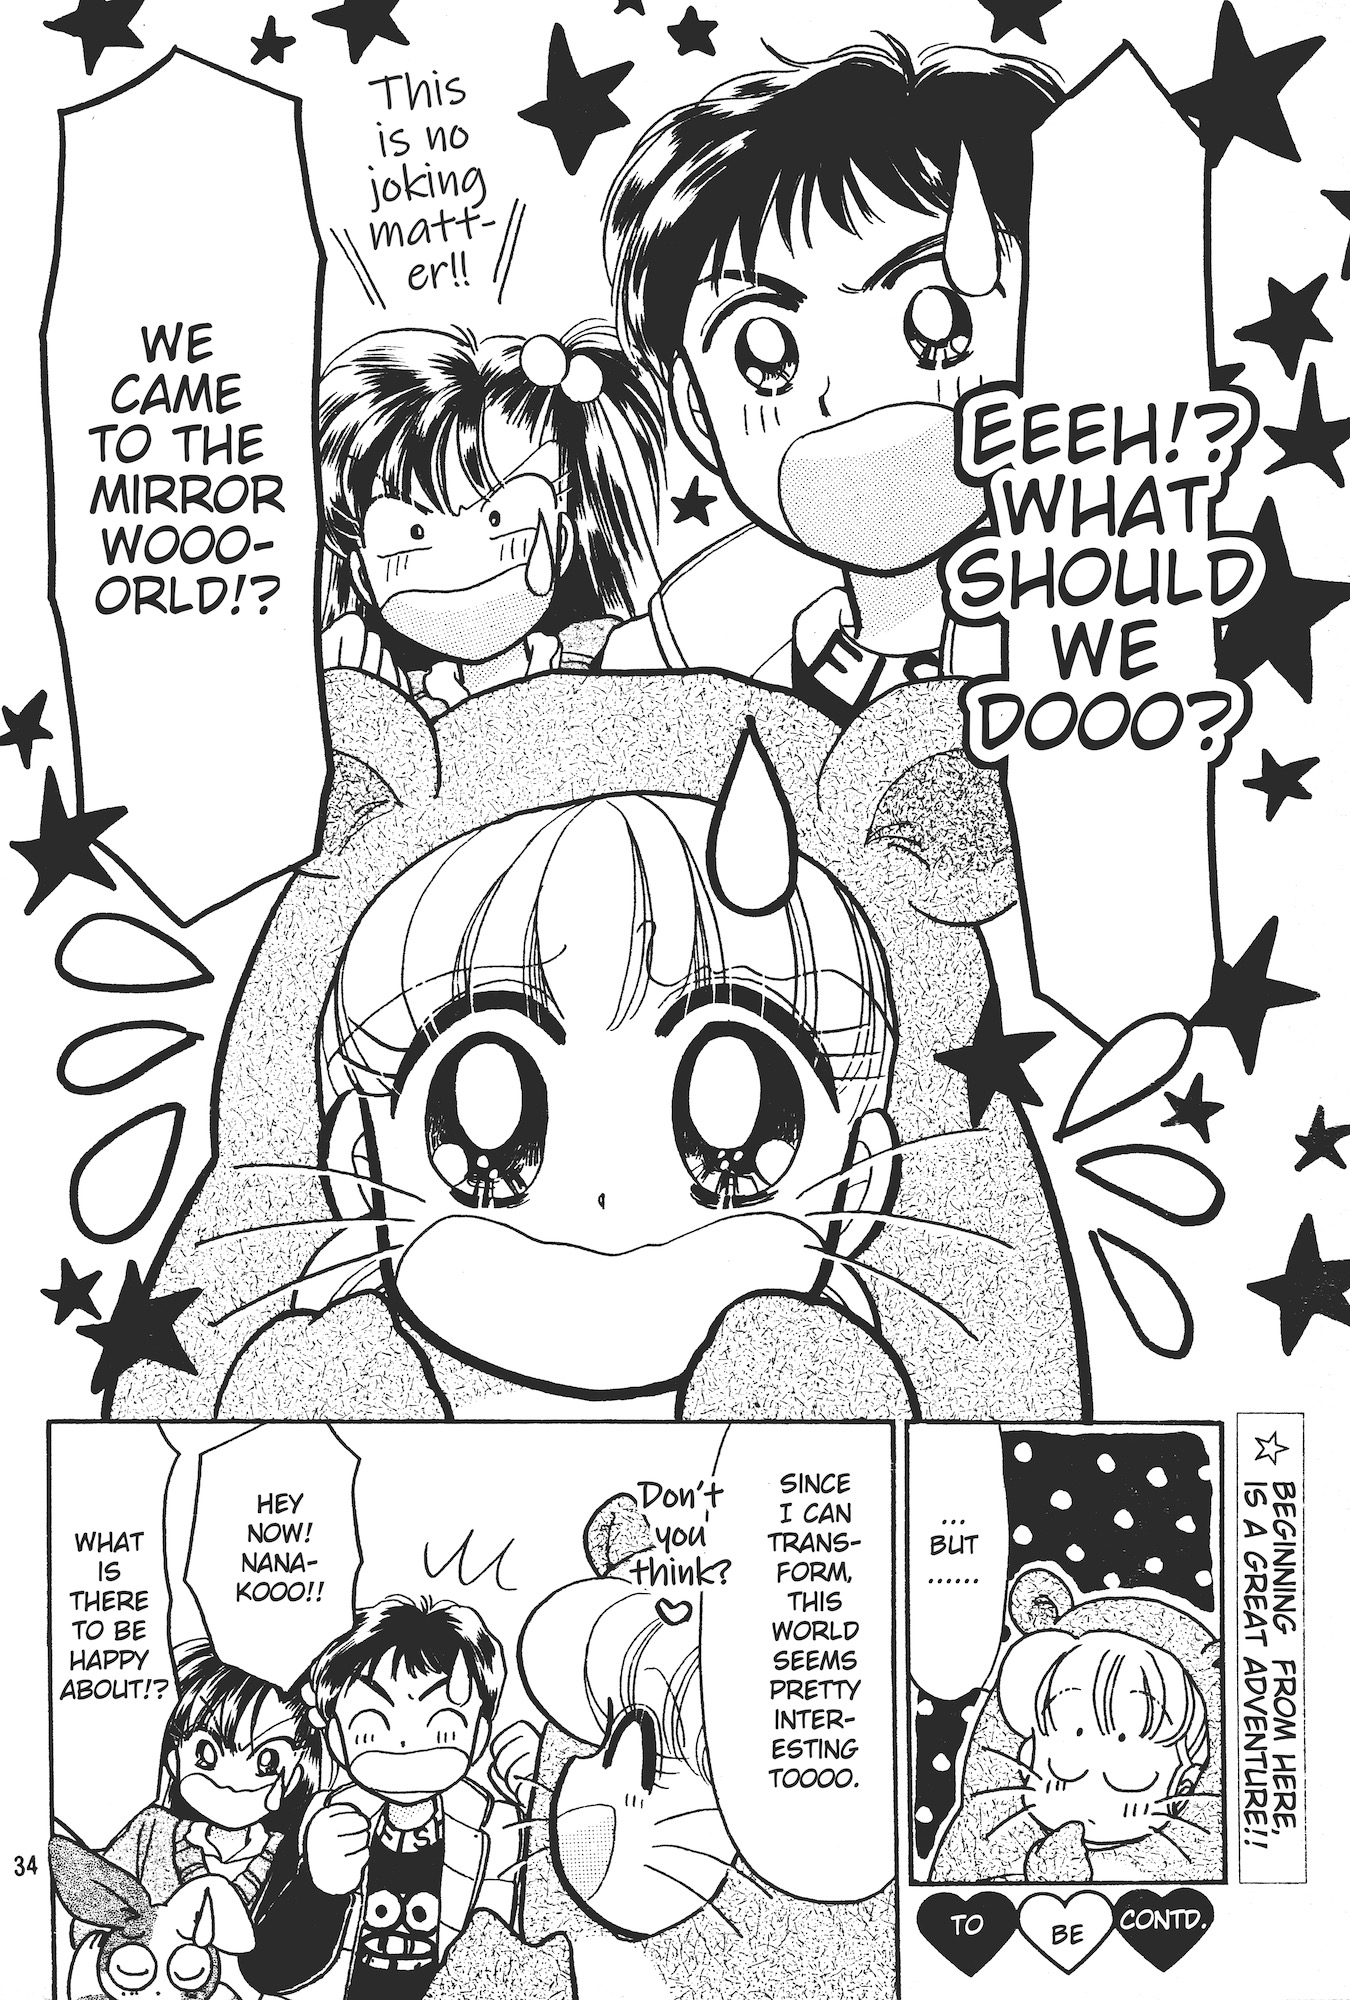 EEEH!?
WHAT
SHOULD
WE
DOOO?
This
is no
joking
matt-
er!!
WE
CAME
TO THE
MIRROR
WOOO-
ORLD!?
...
BUT
......
SINCE
I CAN
TRANS-
FORM,
THIS
WORLD
SEEMS
PRETTY
INTER-
ESTING
TOOOO.
Don't
you
think?
HEY
NOW!
NANA-
KOOO!!
WHAT
IS
THERE
TO BE
HAPPY
ABOUT!?
FISH
☆ BEGINNING FROM HERE,
IS A GREAT ADVENTURE!!
TO BE CONTD.
34